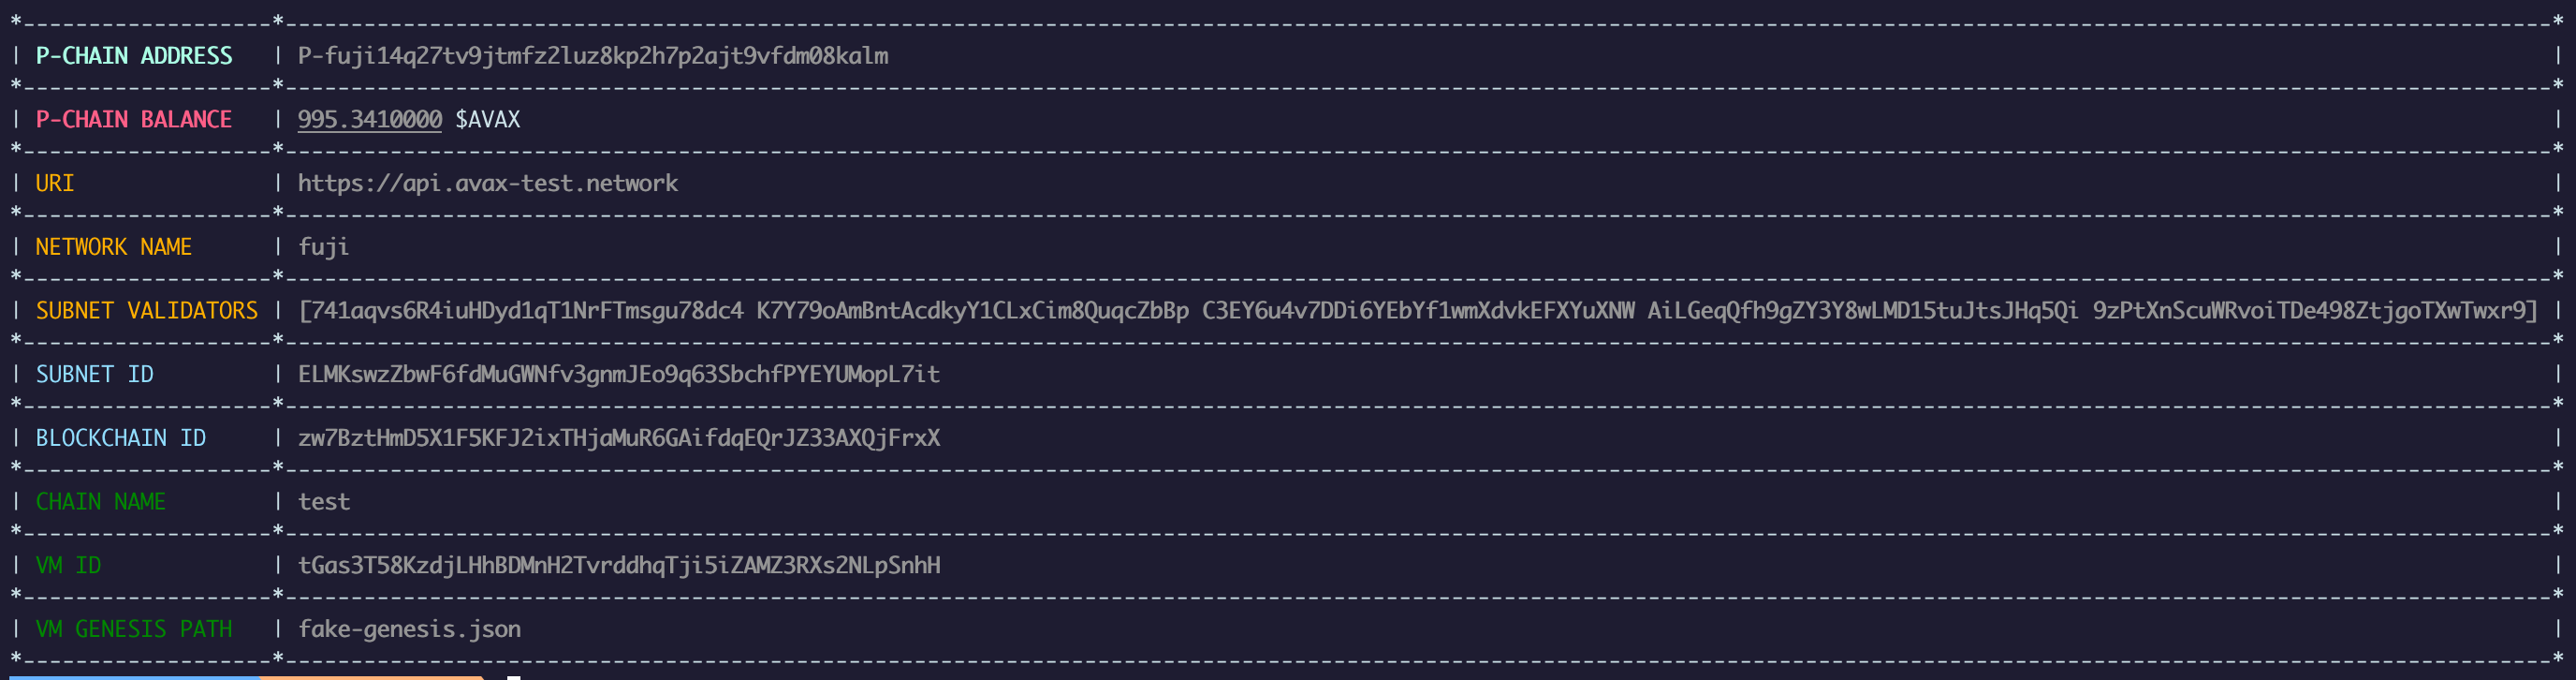 | P-CHAIN ADDRESS | P-fuji14q27tv9jtmfz2luz8kp2h7p2ajt9vfdm08kalm |
| P-CHAIN BALANCE | 995.3410000 $AVAX |
| URI | https://api.avax-test.network |
| NETWORK NAME | fuji |
| SUBNET VALIDATORS | [741aqvs6R4iuHDyd1qT1NrFTmsgu78dc4 K7Y79oAmBntAcdkyY1CLxCim8QuqcZbBp C3EY6u4v7DDi6YEbYf1wmXdvkEFXYuXNW AiLGeqQfh9gZY3Y8wLMD15tuJtsJHq5Qi 9zPtXnScuWRvoiTDe498ZtjgoTXwTwxr9] |
| SUBNET ID | ELMKswzZbwF6fdMuGWNfv3gnmJEo9q63SbchfPYEYUMopL7it |
| BLOCKCHAIN ID | zw7BztHmD5X1F5KFJ2ixTHjaMuR6GAifdqEQrJZ33AXQjFrxX |
| CHAIN NAME | test |
| VM ID | tGas3T58KzdjLHhBDMnH2TvrddhqTji5iZAMZ3RXs2NLpSnhH |
| VM GENESIS PATH | fake-genesis.json |